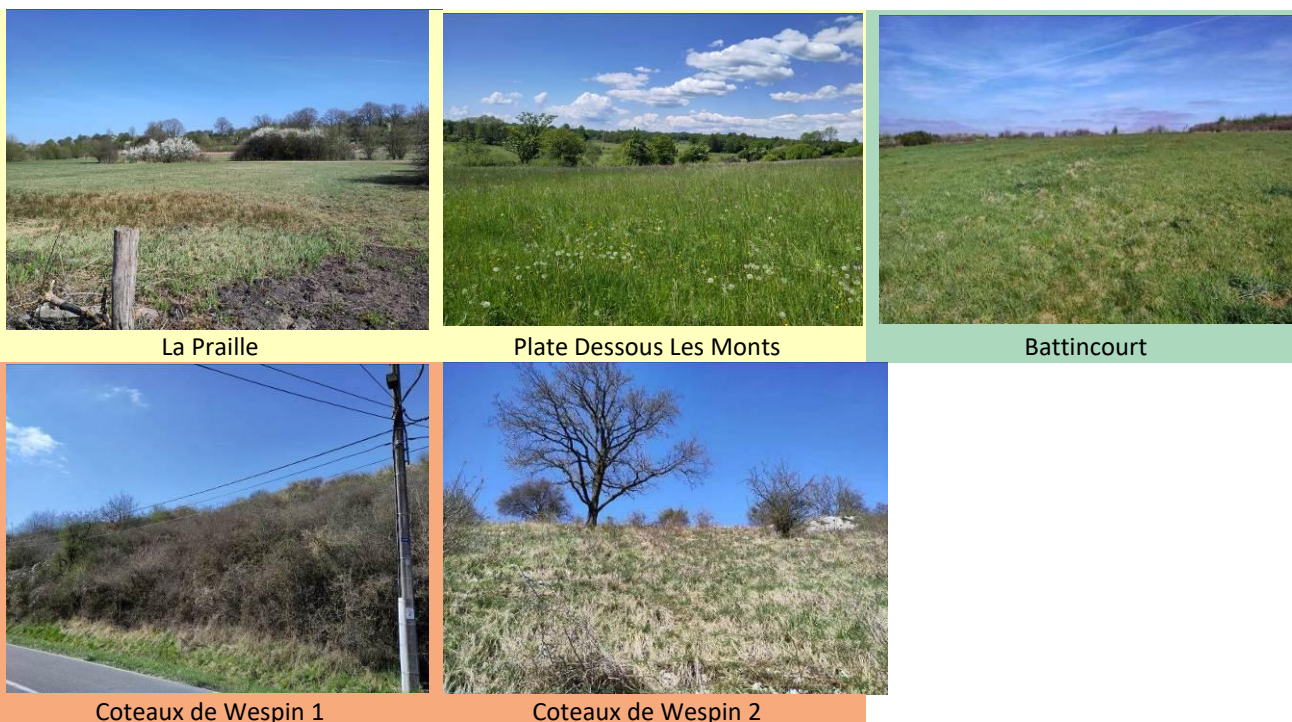 La Praille
Plate Dessous Les Monts
Battincourt
Coteaux de Wespin 1
Coteaux de Wespin 2